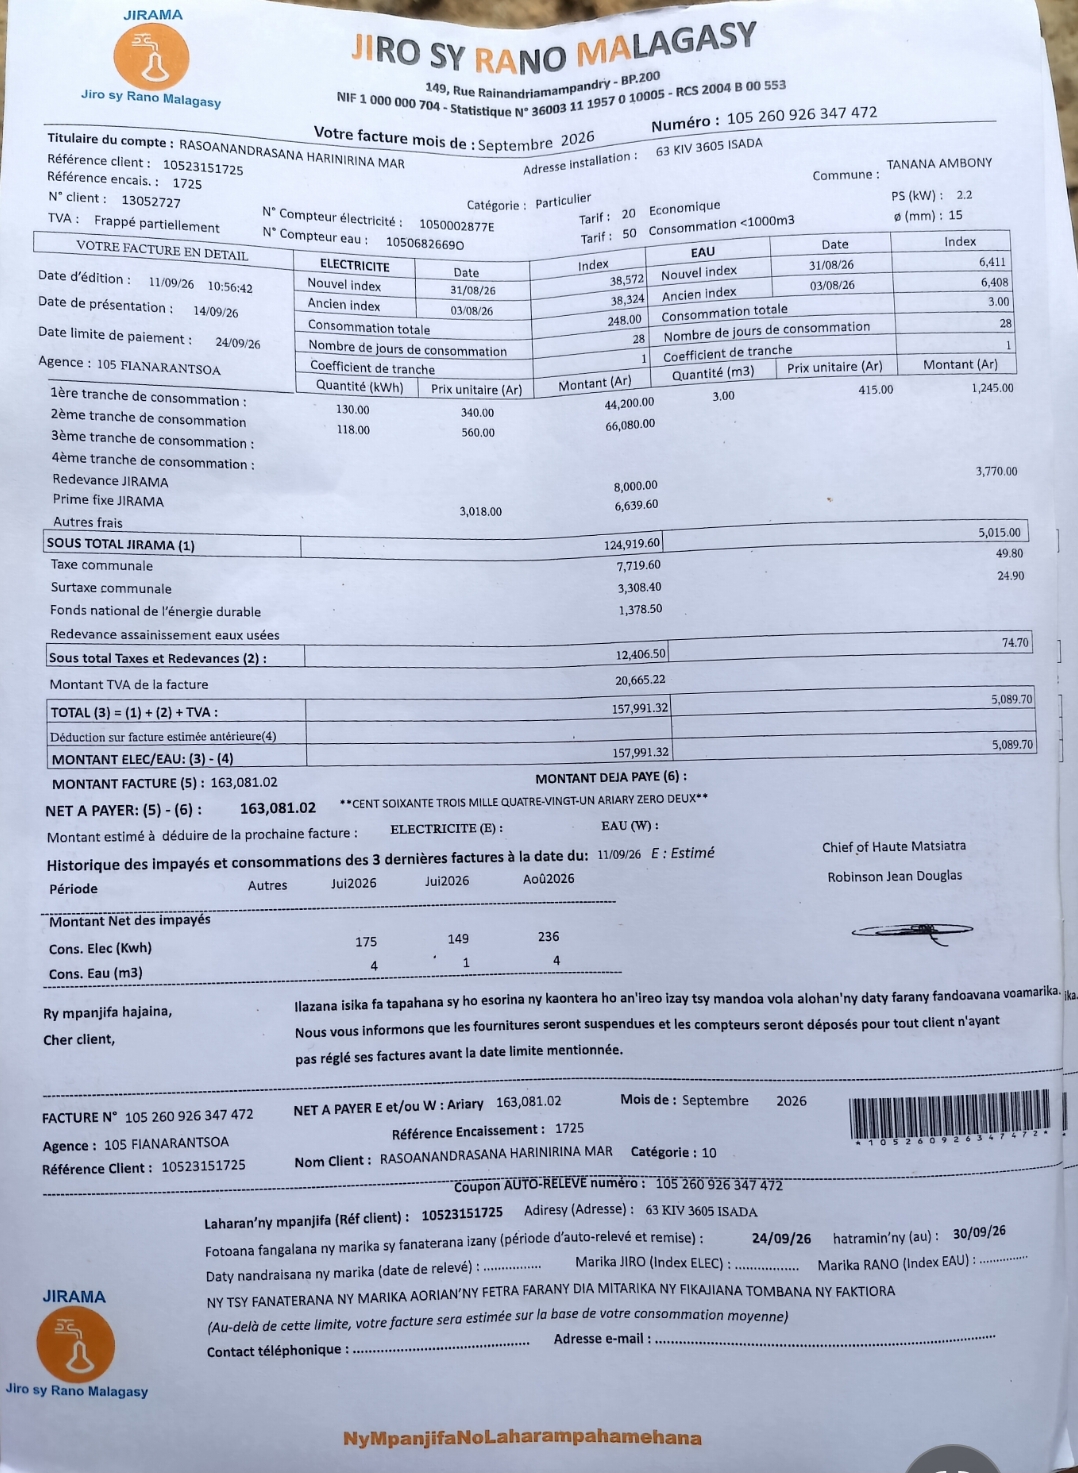 JIRAMA
Jiro sy Rano Malagasy
JIRO SY RANO MALAGASY
149, Rue Rainandriamampandry - BP.200
NIF 1 000 000 704 - Statistique N° 36003 11 1957 0 10005 - RCS 2004 B 00 553
Votre facture mois de : Septembre 2026 Numéro : 105 260 926 347 472
Titulaire du compte : RASOANANDRASANA HARINIRINA MAR Adresse installation : 63 KIV 3605 ISADA
Référence client : 10523151725 Commune : TANANA AMBONY
Référence encais. : 1725
N° client : 13052727 Catégorie : Particulier PS (kW) : 2.2
TVA : Frappé partiellement N° Compteur électricité : 10500002877E Tarif : 20 Economique ø (mm) : 15
N° Compteur eau : 1050682669O Tarif : 50 Consommation <1000m3
VOTRE FACTURE EN DETAIL ELECTRICITE Date Index EAU Date Index
Date d'édition : 11/09/26 10:56:42 Nouvel index 31/08/26 38,572 Nouvel index 31/08/26 6,411
Date de présentation : 14/09/26 Ancien index 03/08/26 38,324 Ancien index 03/08/26 6,408
Consommation totale 248.00 Consommation totale 3.00
Date limite de paiement : 24/09/26 Nombre de jours de consommation 28 Nombre de jours de consommation 28
Agence : 105 FIANARANTSOA Coefficient de tranche 1 Coefficient de tranche 1
Quantité (kWh) Prix unitaire (Ar) Montant (Ar) Quantité (m3) Prix unitaire (Ar) Montant (Ar)
1ère tranche de consommation : 130.00 340.00 44,200.00 3.00 415.00 1,245.00
2ème tranche de consommation 118.00 560.00 66,080.00
3ème tranche de consommation :
4ème tranche de consommation :
Redevance JIRAMA 8,000.00 3,770.00
Prime fixe JIRAMA 3,018.00 6,639.60
Autres frais
SOUS TOTAL JIRAMA (1) 124,919.60 5,015.00
Taxe communale 7,719.60 49.80
Surtaxe communale 3,308.40 24.90
Fonds national de l'énergie durable 1,378.50
Redevance assainissement eaux usées
Sous total Taxes et Redevances (2) : 12,406.50 74.70
Montant TVA de la facture 20,665.22
TOTAL (3) = (1) + (2) + TVA : 157,991.32 5,089.70
Déduction sur facture estimée antérieure(4)
MONTANT ELEC/EAU: (3) - (4) 157,991.32 5,089.70
MONTANT FACTURE (5) : 163,081.02 MONTANT DEJA PAYE (6) :
NET A PAYER: (5) - (6) : 163,081.02 **CENT SOIXANTE TROIS MILLE QUATRE-VINGT-UN ARIARY ZERO DEUX**
Montant estimé à déduire de la prochaine facture : ELECTRICITE (E) : EAU (W) :
Historique des impayés et consommations des 3 dernières factures à la date du: 11/09/26 E : Estimé
Chief of Haute Matsiatra
Période Autres Jui2026 Jui2026 Aoû2026
Robinson Jean Douglas
Montant Net des impayés
Cons. Elec (Kwh) 175 149 236
Cons. Eau (m3) 4 1 4
Ry mpanjifa hajaina, Ilazana isika fa tapahana sy ho esorina ny kaontera ho an'ireo izay tsy mandoa vola alohan'ny daty farany fandoavana voamarika.
ika.
Cher client, Nous vous informons que les fournitures seront suspendues et les compteurs seront déposés pour tout client n'ayant
pas réglé ses factures avant la date limite mentionnée.
FACTURE N° 105 260 926 347 472 NET A PAYER E et/ou W : Ariary 163,081.02 Mois de : Septembre 2026
*105260926347472*
Agence : 105 FIANARANTSOA Référence Encaissement : 1725
Référence Client : 10523151725 Nom Client : RASOANANDRASANA HARINIRINA MAR Catégorie : 10
Coupon AUTO-RELEVE numéro : 105 260 926 347 472
Laharan'ny mpanjifa (Réf client) : 10523151725 Adiresy (Adresse) : 63 KIV 3605 ISADA
Fotoana fangalana ny marika sy fanaterana izany (période d'auto-relevé et remise) : 24/09/26 hatramin'ny (au) : 30/09/26
Daty nandraisana ny marika (date de relevé) : ............... Marika JIRO (Index ELEC) : ................ Marika RANO (Index EAU) : ............
NY TSY FANATERANA NY MARIKA AORIAN'NY FETRA FARANY DIA MITARIKA NY FIKAJIANA TOMBANA NY FAKTIORA
(Au-delà de cette limite, votre facture sera estimée sur la base de votre consommation moyenne)
Contact téléphonique : ............................................ Adresse e-mail : ............................................
JIRAMA
Jiro sy Rano Malagasy
NyMpanjifaNoLaharampahamehana